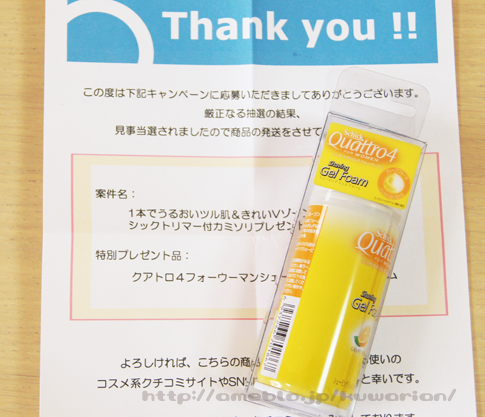 Thank you !!
この度は下記キャンペーンに応募いただきましてありがとうございます。
厳正なる抽選の結果、
見事当選されましたので商品の発送をさせて
案件名：
1本でうるおいツル肌＆きれいVゾー
シックトリマー付カミソリプレゼント
特別プレゼント品：
クアトロ４フォーウーマンシェ
ム
よろしければ、こちらの商
お使いの
コスメ系クチコミサイトやSN
と幸いです。
Schick
Quattro4
FOR WOMAN
Shaving
Gel Foam
Quattro
Shaving
Gel Foa
http://ameblo.jp/kuwarian/